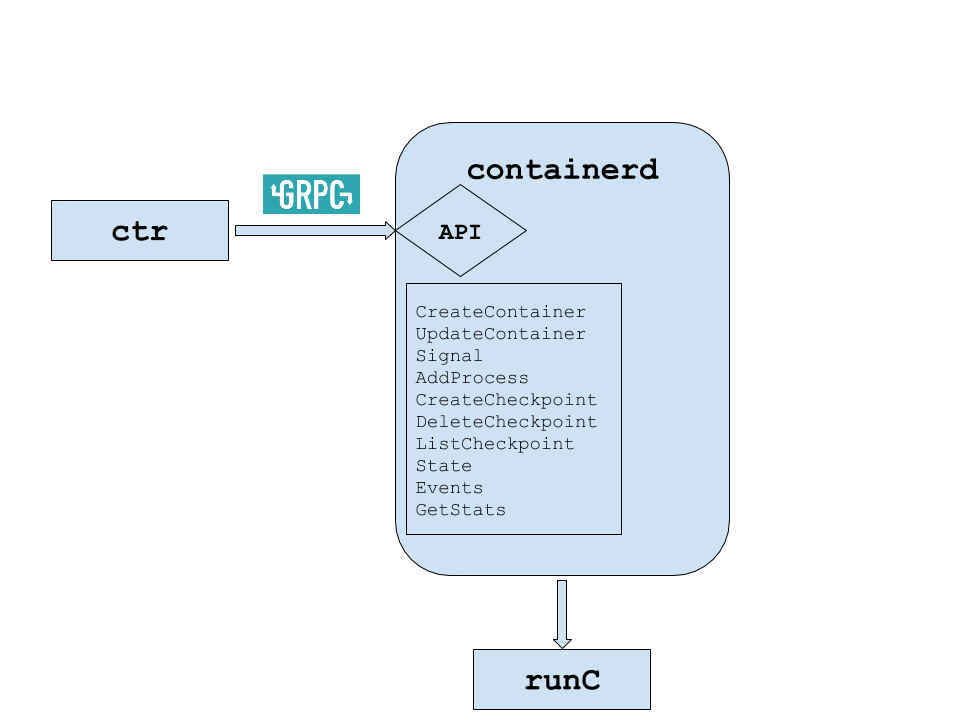 containerd
GRPC
ctr
API
CreateContainer
UpdateContainer
Signal
AddProcess
CreateCheckpoint
DeleteCheckpoint
ListCheckpoint
State
Events
GetStats
runC